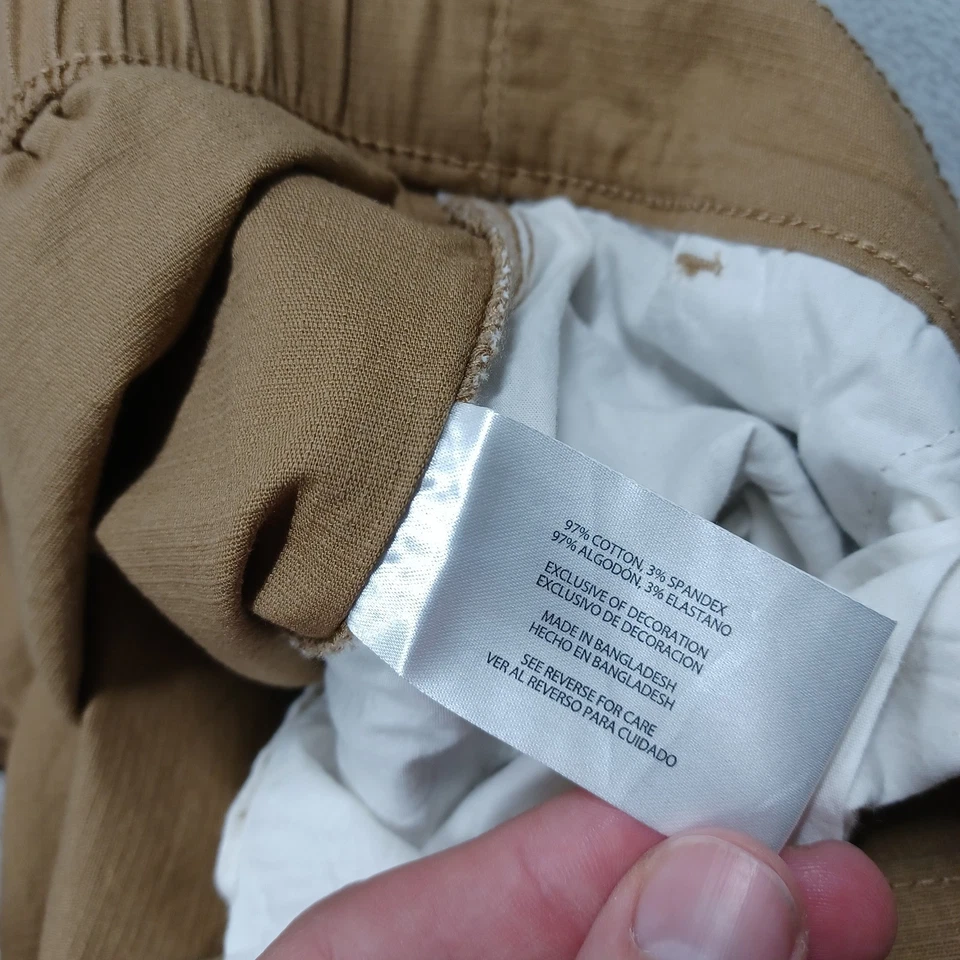 97% COTTON, 3% SPANDEX
97% ALGODÓN, 3% ELASTANO
EXCLUSIVE OF DECORATION
EXCLUSIVO DE DECORACION
MADE IN BANGLADESH
HECHO EN BANGLADESH
SEE REVERSE FOR CARE
VER AL REVERSO PARA CUIDADO